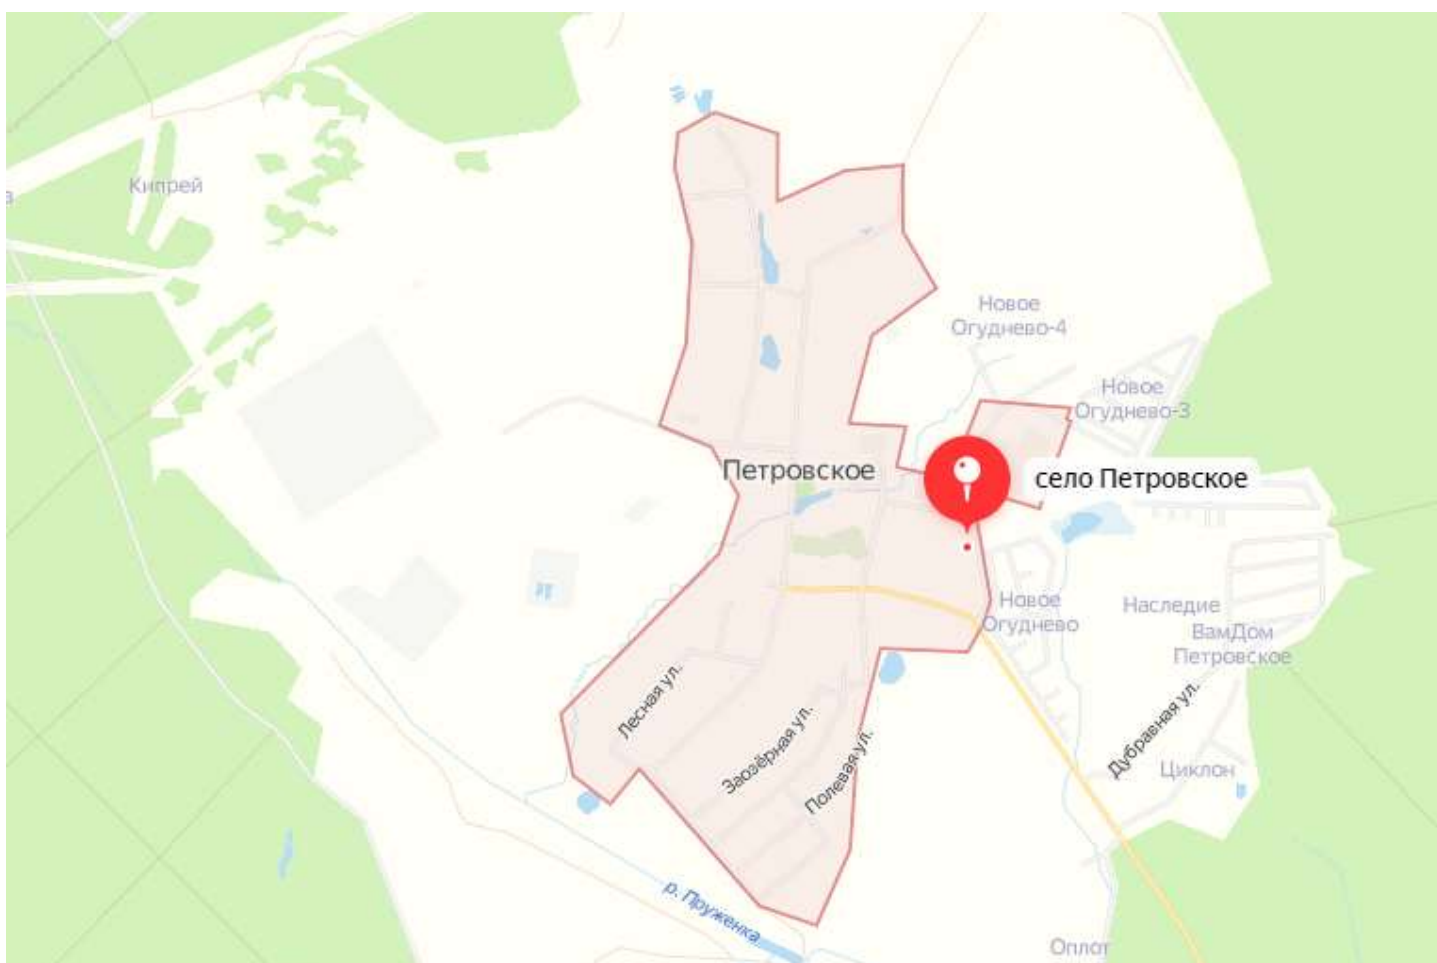 Кипрей
Новое
Огуднево-4
Новое
Огуднево-3
Петровское
село Петровское
Новое
Огуднево
Наследие
ВамДом
Петровское
Лесная ул.
Заозёрная ул.
Полевая ул.
Дубравная ул.
Циклон
р. Пруженка
Оплот